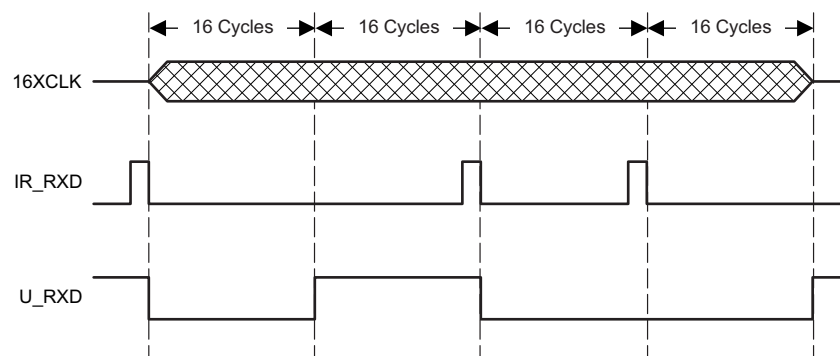 16 Cycles 16 Cycles 16 Cycles 16 Cycles
16XCLK
IR_RXD
U_RXD